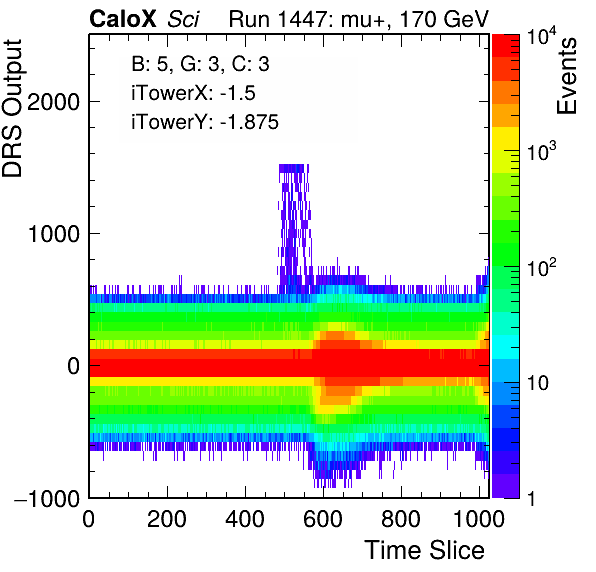 CaloX Sci Run 1447: mu+, 170 GeV
B: 5, G: 3, C: 3
iTowerX: -1.5
iTowerY: -1.875
DRS Output
2000
1000
0
−1000
0 200 400 600 800 1000
Time Slice
Events
10^4
10^3
10^2
10
1